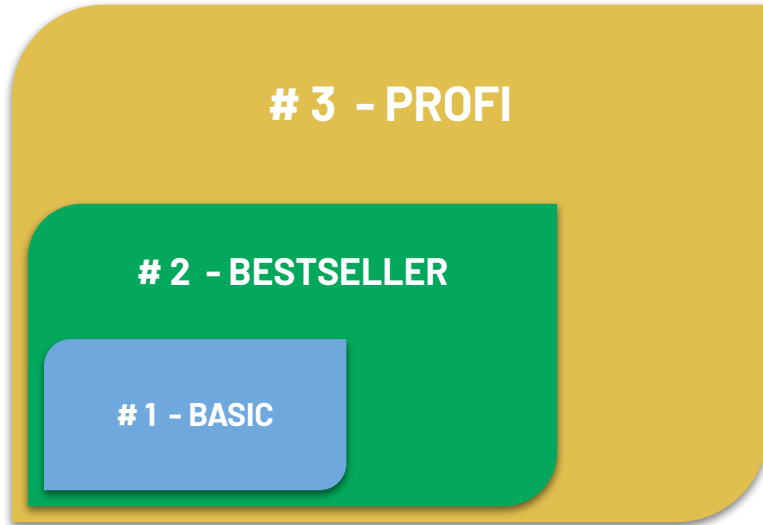 # 3 - PROFI
# 2 - BESTSELLER
# 1 - BASIC